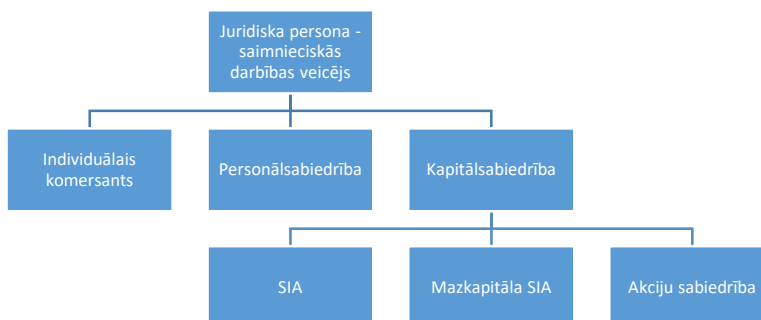 Juridiska persona -
saimnieciskās
darbības veicējs
Individuālais
komersants
Personālsabiedrība
Kapitālsabiedrība
SIA
Mazkapitāla SIA
Akciju sabiedrība